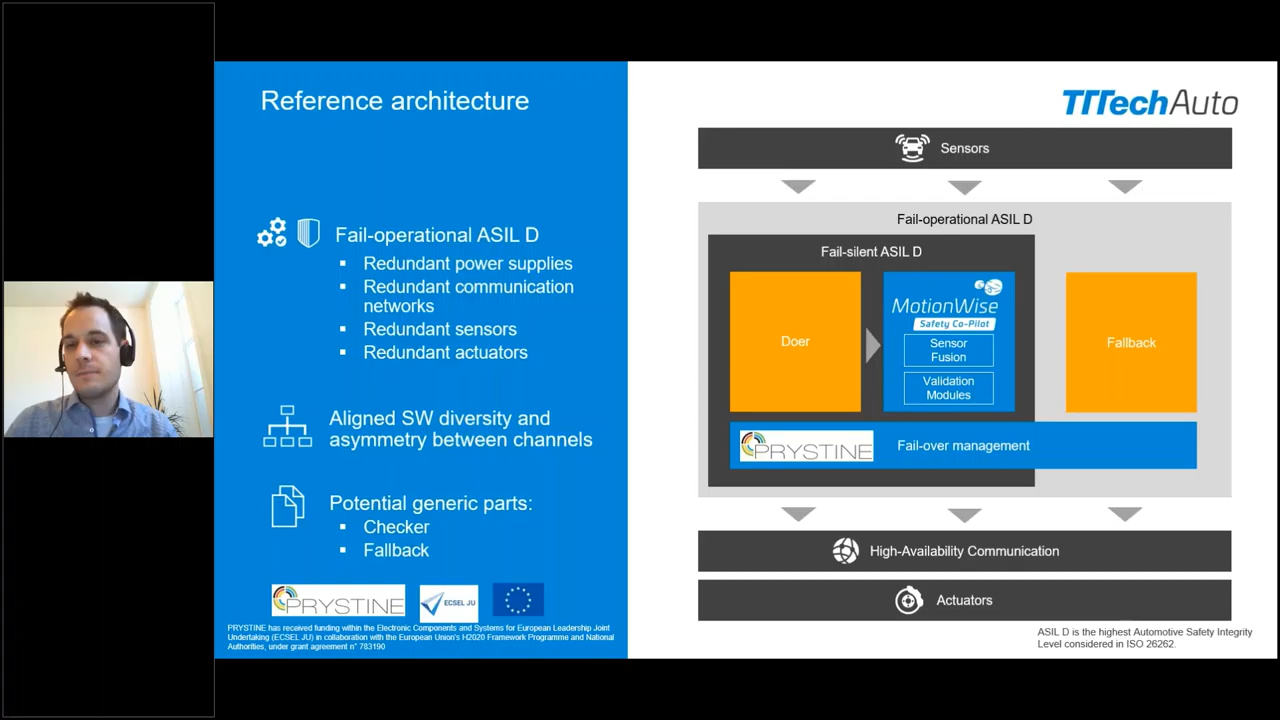 Reference architecture
Fail-operational ASIL D
▪ Redundant power supplies
▪ Redundant communication
networks
▪ Redundant sensors
▪ Redundant actuators
Aligned SW diversity and
asymmetry between channels
Potential generic parts:
▪ Checker
▪ Fallback
PRYSTINE
ECSEL JU
PRYSTINE has received funding within the Electronic Components and Systems for European Leadership Joint
Undertaking (ECSEL JU) in collaboration with the European Union's H2020 Framework Programme and National
Authorities, under grant agreement n° 783190
TTTechAuto
Sensors
Fail-operational ASIL D
Fail-silent ASIL D
Doer
MotionWise
Safety Co-Pilot
Sensor
Fusion
Validation
Modules
Fallback
PRYSTINE
Fail-over management
High-Availability Communication
Actuators
ASIL D is the highest Automotive Safety Integrity
Level considered in ISO 26262.